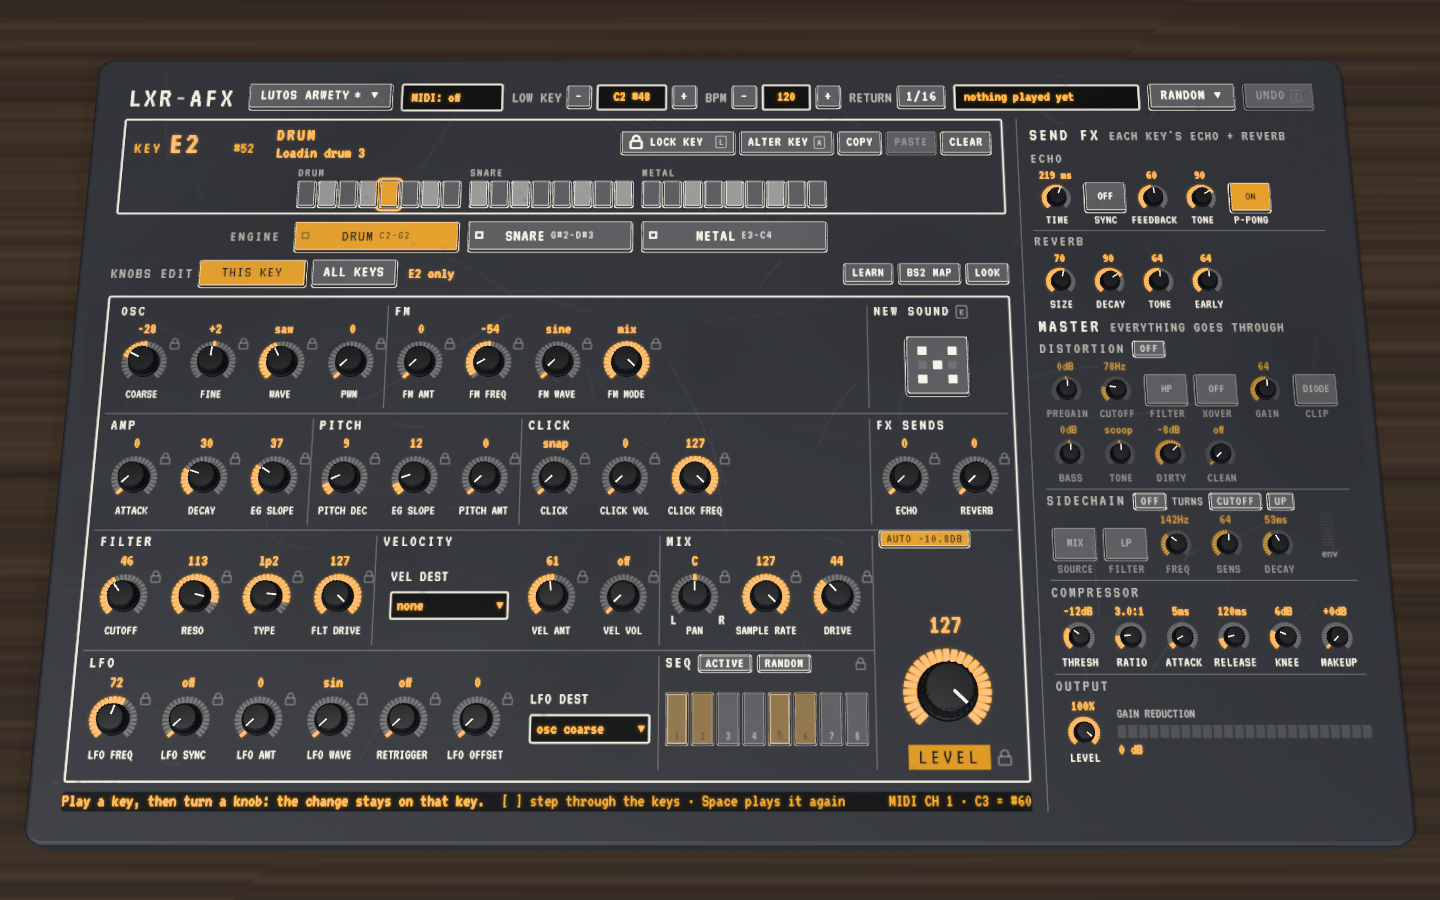 LXR-AFX LUTOS ARWETY * ▼ MIDI: off LOW KEY - C2 #48 + BPM - 120 + RETURN 1/16 nothing played yet RANDOM ▼ UNDO Z
KEY E2 #52 DRUM
Loadin drum 3
LOCK KEY L ALTER KEY A COPY PASTE CLEAR
DRUM SNARE METAL
ENGINE DRUM C2-G2 SNARE G#2-D#3 METAL E3-C4
KNOBS EDIT THIS KEY ALL KEYS E2 only LEARN BS2 MAP LOOK
OSC FM NEW SOUND K
-28 +2 saw 0 0 -54 sine mix
COARSE FINE WAVE PWM FM AMT FM FREQ FM WAVE FM MODE
AMP PITCH CLICK FX SENDS
0 30 37 9 12 0 snap 0 127 0 0
ATTACK DECAY EG SLOPE PITCH DEC EG SLOPE PITCH AMT CLICK CLICK VOL CLICK FREQ ECHO REVERB
FILTER VELOCITY MIX AUTO -10.8DB
46 113 lp2 127 61 off C 127 44
VEL DEST
none ▼
L R
CUTOFF RESO TYPE FLT DRIVE VEL AMT VEL VOL PAN SAMPLE RATE DRIVE
127
LFO SEQ ACTIVE RANDOM
72 off 0 sin off 0
LFO DEST
osc coarse ▼
1 2 3 4 5 6 7 8
LFO FREQ LFO SYNC LFO AMT LFO WAVE RETRIGGER LFO OFFSET LEVEL
Play a key, then turn a knob: the change stays on that key. [ ] step through the keys · Space plays it again MIDI CH 1 · C3 = #60
SEND FX EACH KEY'S ECHO + REVERB
ECHO
219 ms OFF 60 90 ON
TIME SYNC FEEDBACK TONE P-PONG
REVERB
70 90 64 64
SIZE DECAY TONE EARLY
MASTER EVERYTHING GOES THROUGH
DISTORTION OFF
0dB 78Hz HP OFF 64 DIODE
PREGAIN CUTOFF FILTER XOVER GAIN CLIP
0dB scoop -8dB off
BASS TONE DIRTY CLEAN
SIDECHAIN OFF TURNS CUTOFF UP
MIX LP 142Hz 64 53ms
env
SOURCE FILTER FREQ SENS DECAY
COMPRESSOR
-12dB 3.0:1 5ms 120ms 6dB +0dB
THRESH RATIO ATTACK RELEASE KNEE MAKEUP
OUTPUT
100% GAIN REDUCTION
0 dB
LEVEL